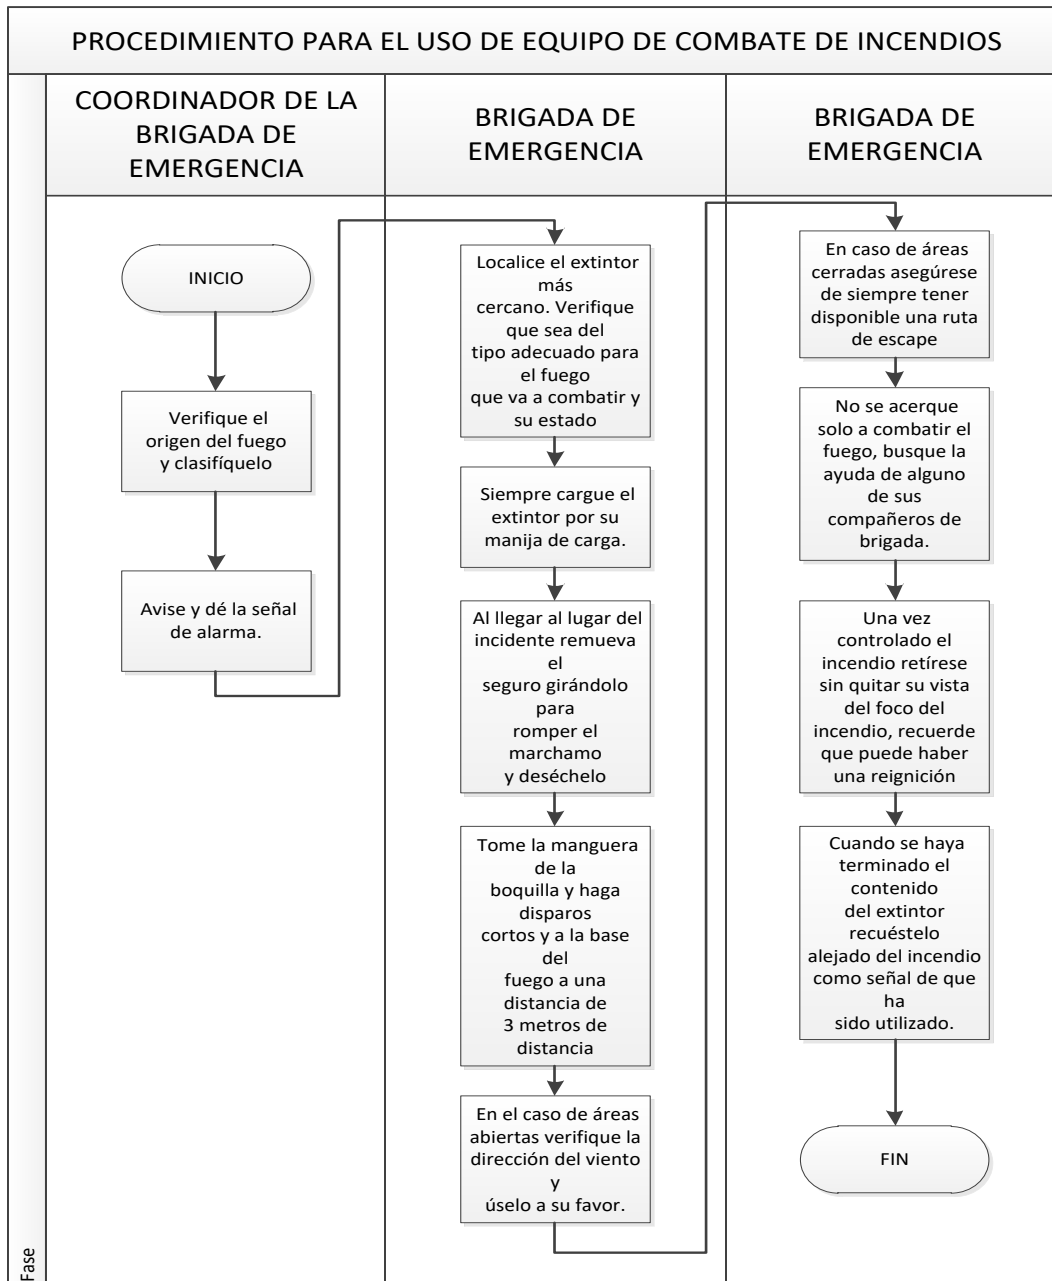 PROCEDIMIENTO PARA EL USO DE EQUIPO DE COMBATE DE INCENDIOS
COORDINADOR DE LA
BRIGADA DE
EMERGENCIA
BRIGADA DE
EMERGENCIA
BRIGADA DE
EMERGENCIA
INICIO
Verifique el
origen del fuego
y clasifíquelo
Avise y dé la señal
de alarma.
Localice el extintor
más
cercano. Verifique
que sea del
tipo adecuado para
el fuego
que va a combatir y
su estado
Siempre cargue el
extintor por su
manija de carga.
Al llegar al lugar del
incidente remueva
el
seguro girándolo
para
romper el
marchamo
y deséchelo
Tome la manguera
de la
boquilla y haga
disparos
cortos y a la base
del
fuego a una
distancia de
3 metros de
distancia
En el caso de áreas
abiertas verifique la
dirección del viento
y
úselo a su favor.
En caso de áreas
cerradas asegúrese
de siempre tener
disponible una ruta
de escape
No se acerque
solo a combatir el
fuego, busque la
ayuda de alguno
de sus
compañeros de
brigada.
Una vez
controlado el
incendio retírese
sin quitar su vista
del foco del
incendio, recuerde
que puede haber
una reignición
Cuando se haya
terminado el
contenido
del extintor
recuéstelo
alejado del incendio
como señal de que
ha
sido utilizado.
FIN
Fase